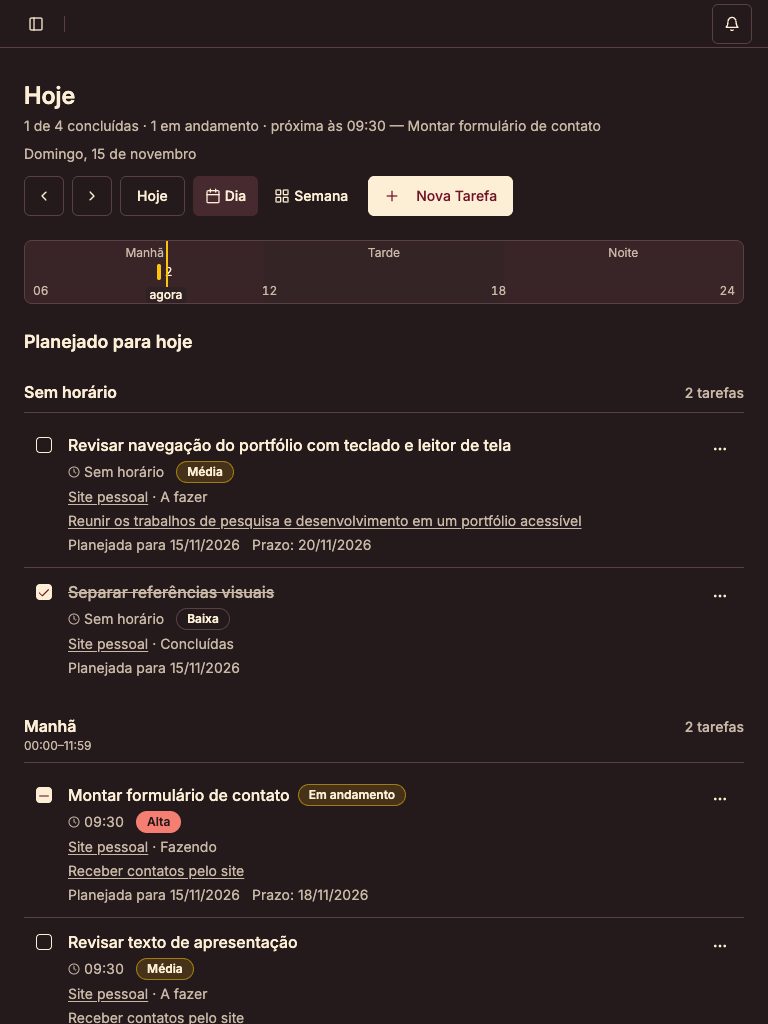 Hoje
1 de 4 concluídas · 1 em andamento · próxima às 09:30 — Montar formulário de contato
Domingo, 15 de novembro
Hoje Dia Semana + Nova Tarefa
Manhã Tarde Noite
2
06 12 18 24
agora
Planejado para hoje
Sem horário 2 tarefas
Revisar navegação do portfólio com teclado e leitor de tela
Sem horário Média
Site pessoal · A fazer
Reunir os trabalhos de pesquisa e desenvolvimento em um portfólio acessível
Planejada para 15/11/2026 Prazo: 20/11/2026
Separar referências visuais
Sem horário Baixa
Site pessoal · Concluídas
Planejada para 15/11/2026
Manhã 2 tarefas
00:00–11:59
Montar formulário de contato Em andamento
09:30 Alta
Site pessoal · Fazendo
Receber contatos pelo site
Planejada para 15/11/2026 Prazo: 18/11/2026
Revisar texto de apresentação
09:30 Média
Site pessoal · A fazer
Receber contatos pelo site